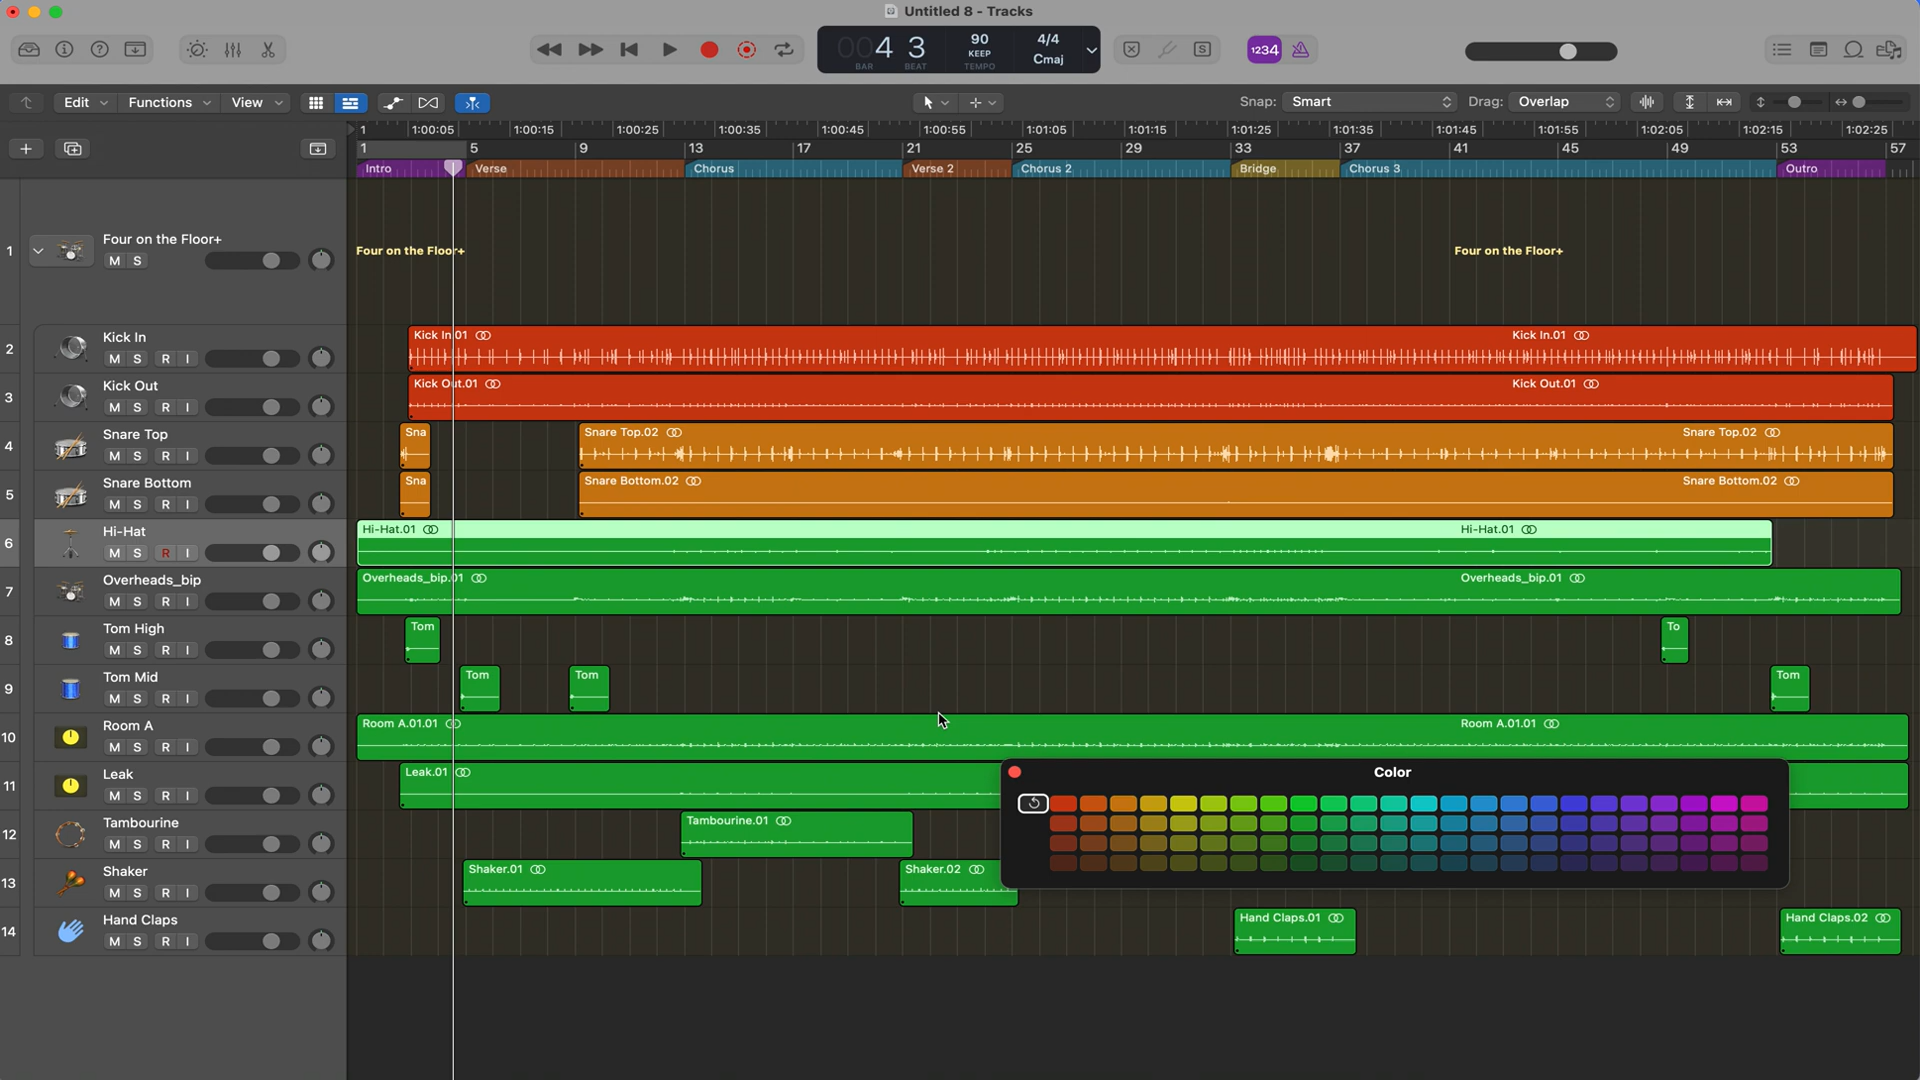 Untitled 8 - Tracks
004 3
BAR BEAT
90
KEEP
TEMPO
4/4
Cmaj
S
1234
Edit Functions View
Snap: Smart Drag: Overlap
1 1:00:05 1:00:15 1:00:25 1:00:35 1:00:45 1:00:55 1:01:05 1:01:15 1:01:25 1:01:35 1:01:45 1:01:55 1:02:05 1:02:15 1:02:25
1 5 9 13 17 21 25 29 33 37 41 45 49 53 57
Intro Verse Chorus Verse 2 Chorus 2 Bridge Chorus 3 Outro
1 Four on the Floor+
M S
Four on the Floor+ Four on the Floor+
2 Kick In
M S R I
Kick In.01 Kick In.01
3 Kick Out
M S R I
Kick Out.01 Kick Out.01
4 Snare Top
M S R I
Sna Snare Top.02 Snare Top.02
5 Snare Bottom
M S R I
Sna Snare Bottom.02 Snare Bottom.02
6 Hi-Hat
M S R I
Hi-Hat.01 Hi-Hat.01
7 Overheads_bip
M S R I
Overheads_bip.01 Overheads_bip.01
8 Tom High
M S R I
Tom To
9 Tom Mid
M S R I
Tom Tom Tom
10 Room A
M S R I
Room A.01.01 Room A.01.01
11 Leak
M S R I
Leak.01
Color
12 Tambourine
M S R I
Tambourine.01
13 Shaker
M S R I
Shaker.01 Shaker.02
14 Hand Claps
M S R I
Hand Claps.01 Hand Claps.02